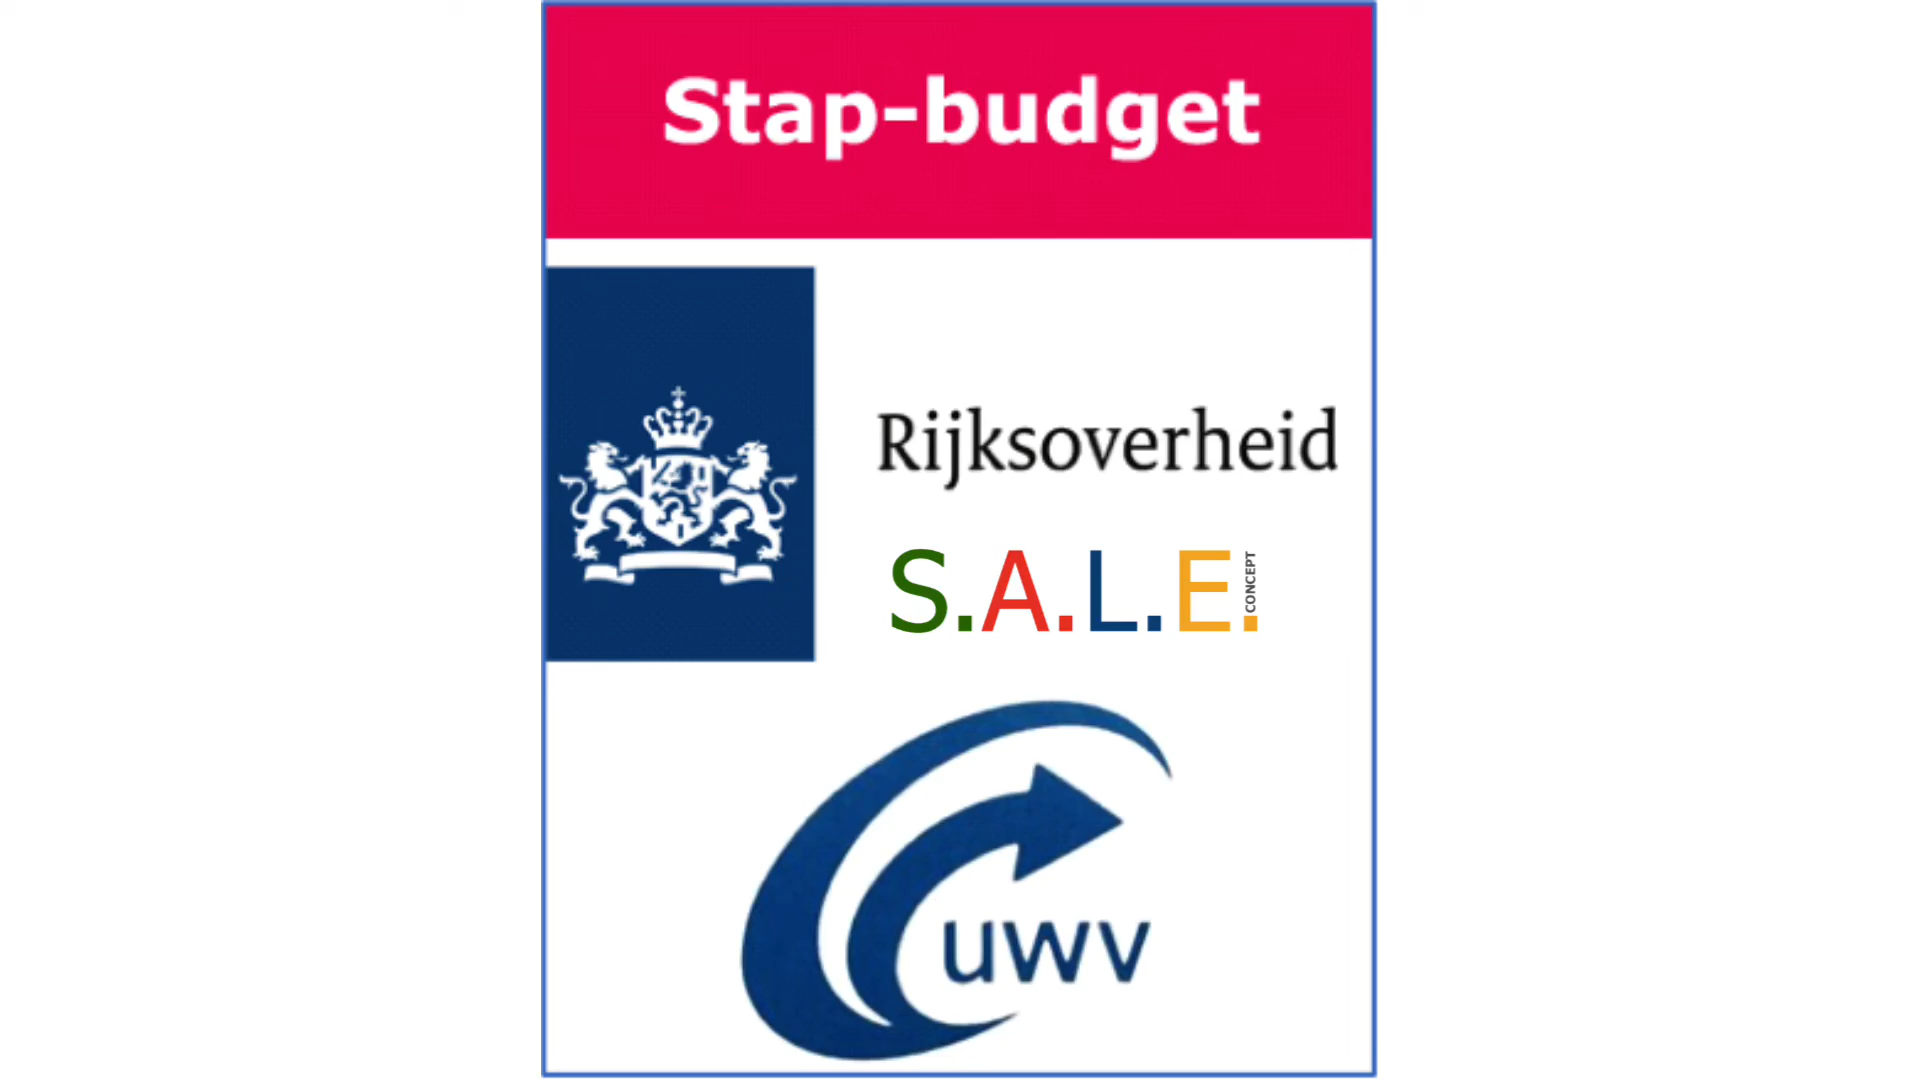 Stap-budget
Rijksoverheid
S.A.L.E.
CONCEPT
uwv